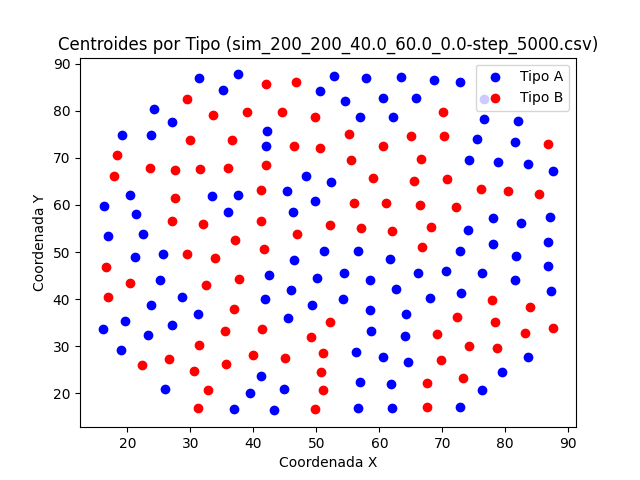 Centroides por Tipo (sim_200_200_40.0_60.0_0.0-step_5000.csv)
Tipo A
Tipo B
90
80
70
60
50
40
30
20
Coordenada Y
20 30 40 50 60 70 80 90
Coordenada X